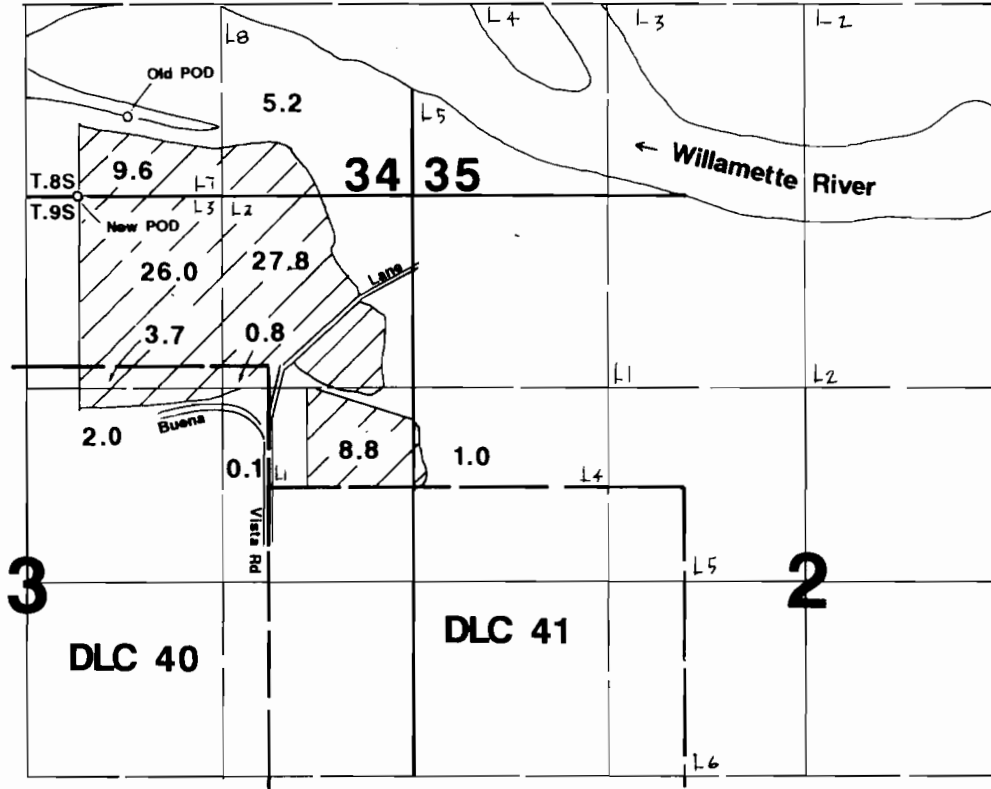 L4
L3
L2
L8
Old POD
5.2
L5
← Willamette River
9.6
34 35
T.8S
L7
T.9S
L3 L2
New POD
26.0
27.8
Lane
3.7
0.8
L1
L2
Buena
2.0
8.8
1.0
0.1
L1
L4
Vista Rd
3
L5
2
DLC 40
DLC 41
L6